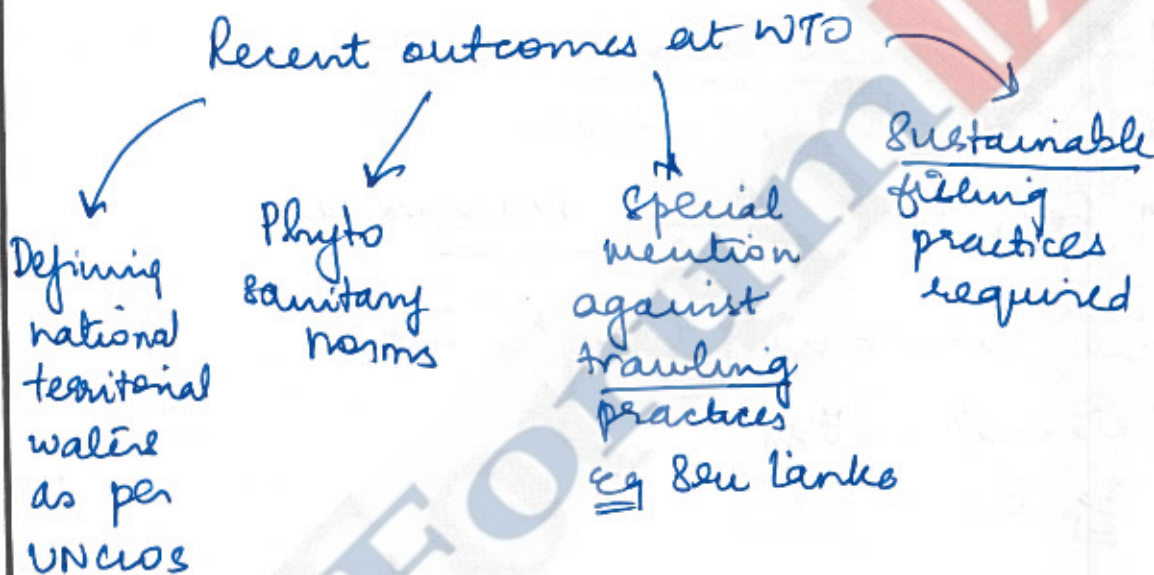 Recent outcomes at WTO
Defining
national
territorial
waters
as per
UNCLOS
Phyto
sanitary
norms
Special
mention
against
trawling
practices
Eg Sri Lanka
Sustainable
fishing
practices
required
Forum